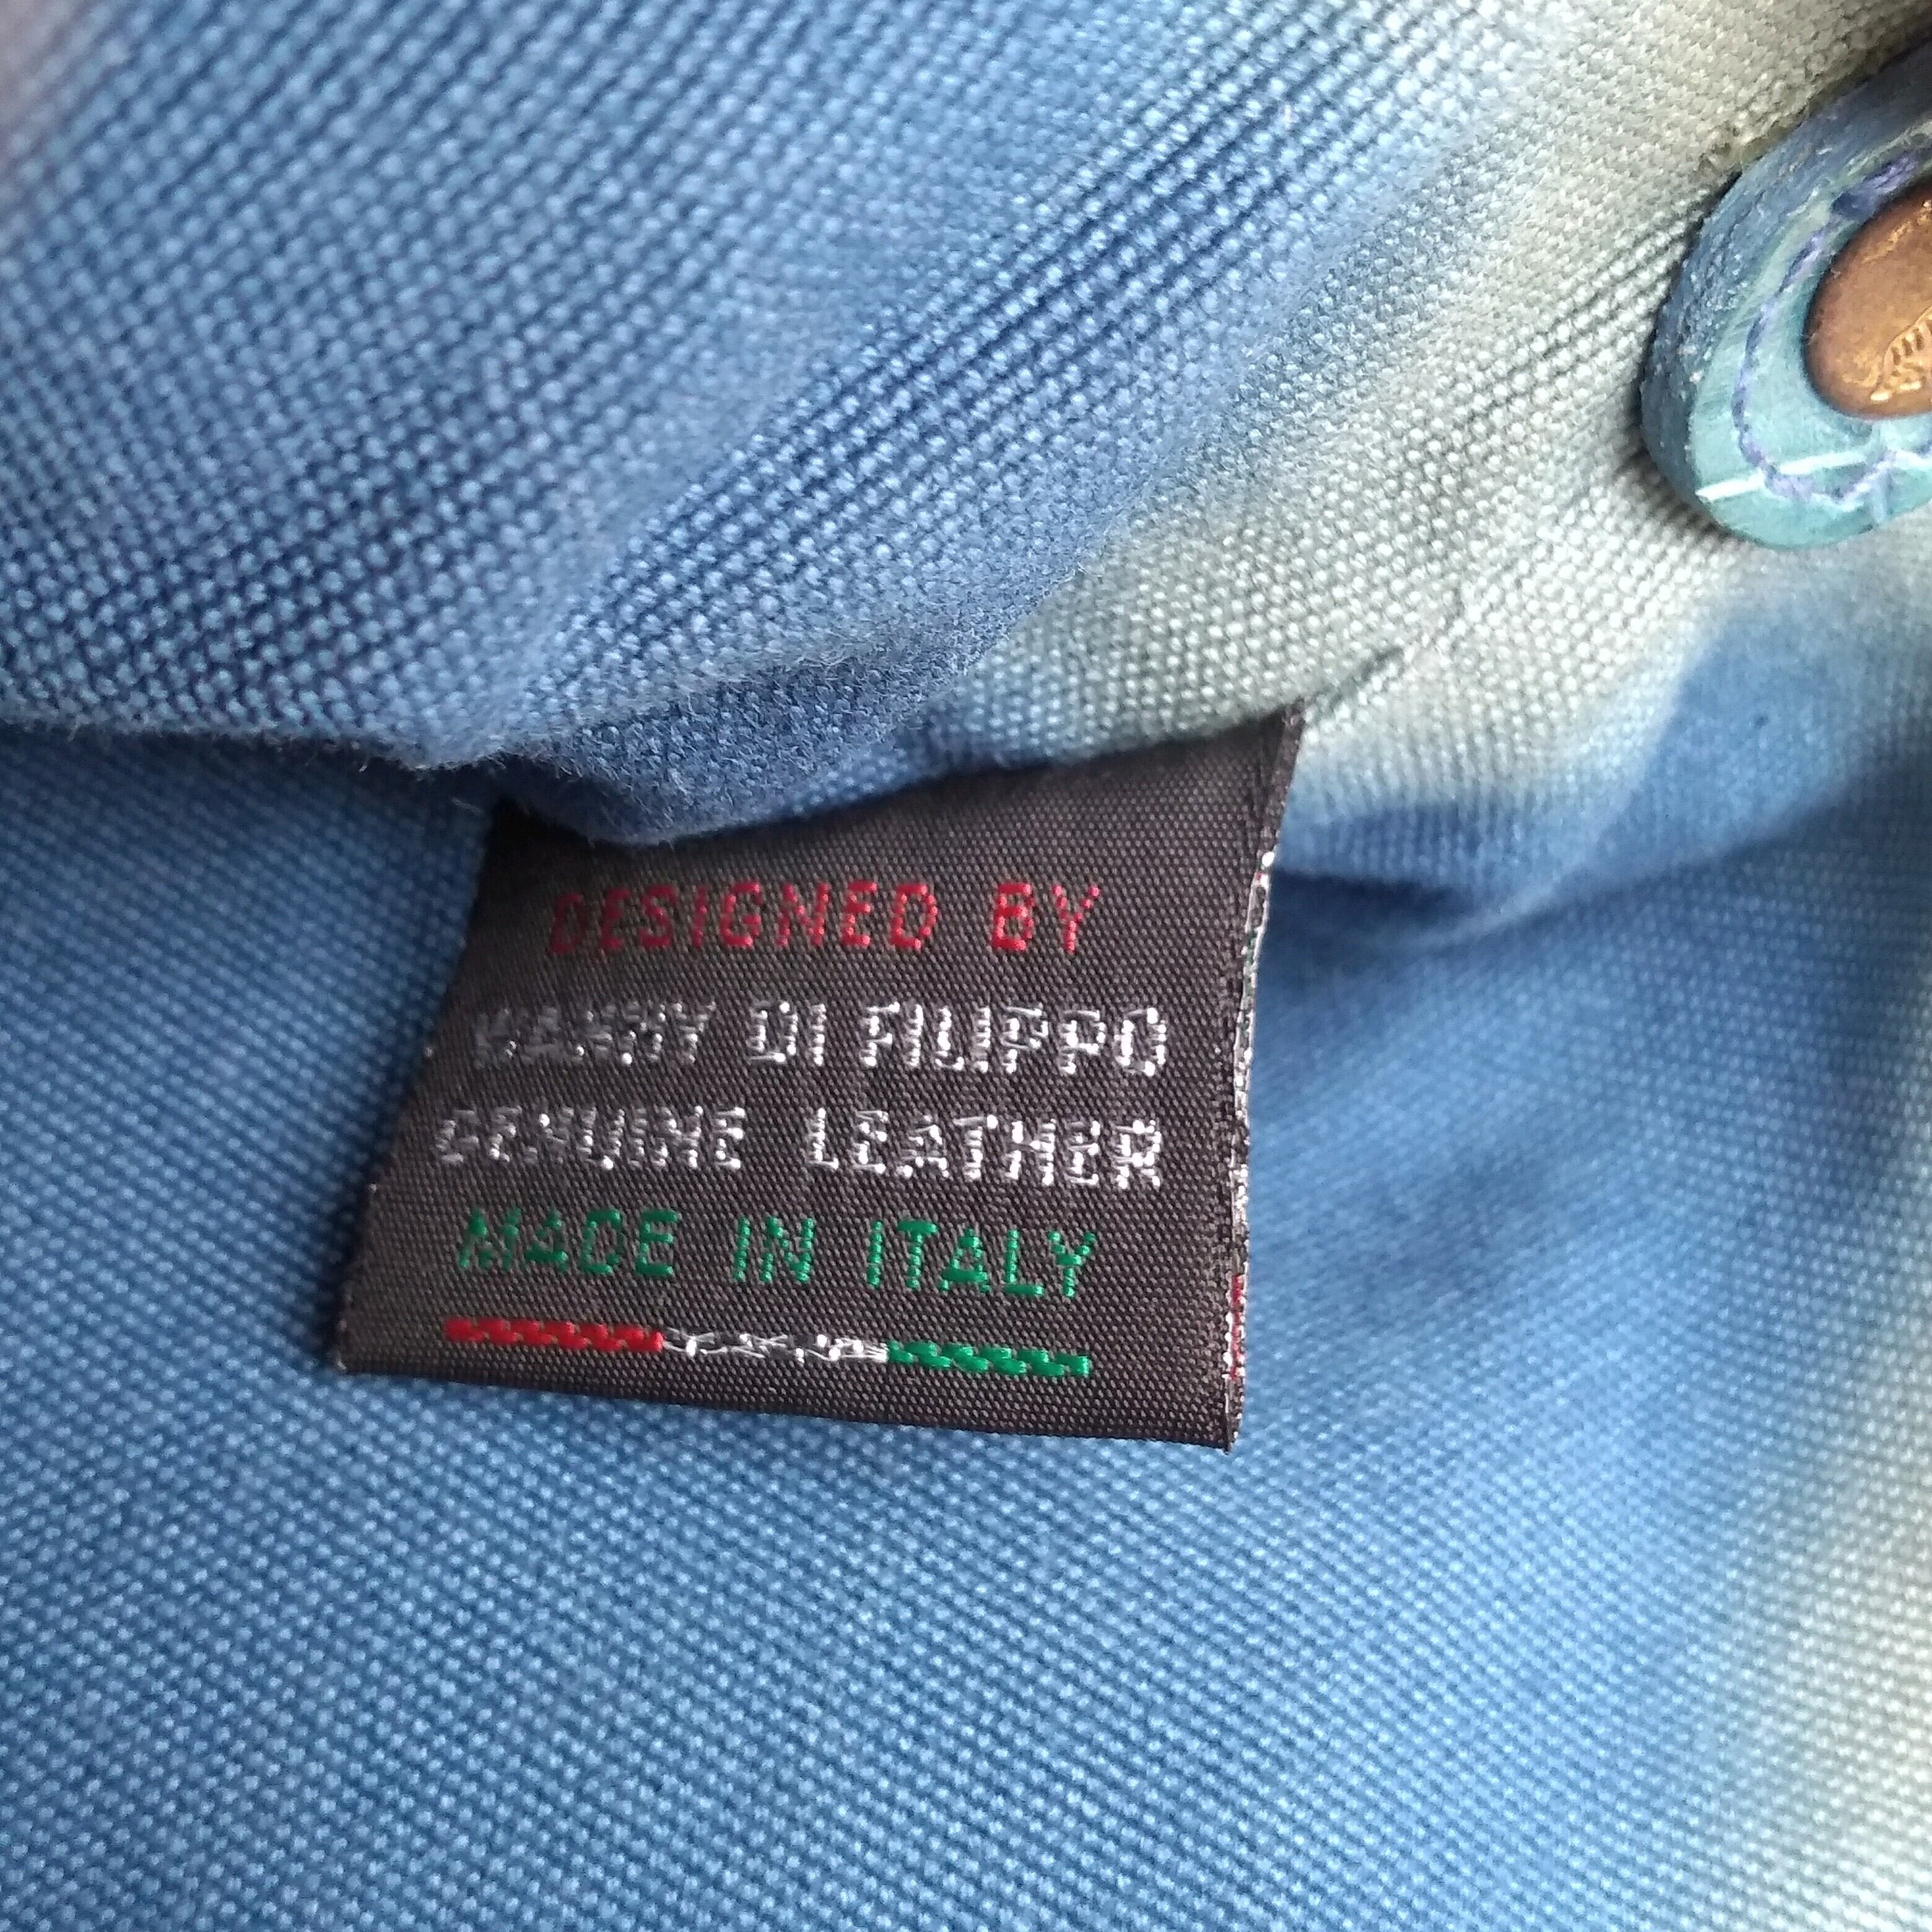 DESIGNED BY
DI FILIPPO
GENUINE LEATHER
MADE IN ITALY